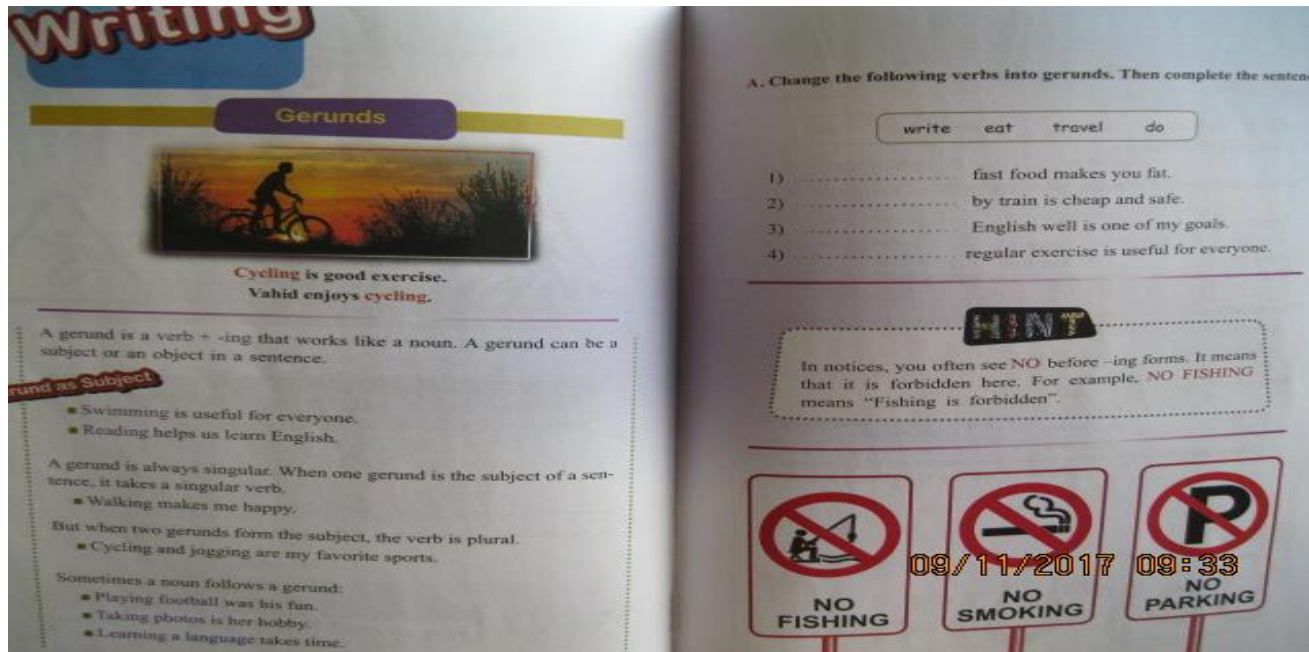 Writing
Gerunds
Cycling is good exercise.
Vahid enjoys cycling.
A gerund is a verb + -ing that works like a noun. A gerund can be a
subject or an object in a sentence.
rund as Subject
Swimming is useful for everyone.
Reading helps us learn English.
A gerund is always singular. When one gerund is the subject of a sen-
tence, it takes a singular verb.
Walking makes me happy.
But when two gerunds form the subject, the verb is plural.
Cycling and jogging are my favorite sports.
Sometimes a noun follows a gerund:
Playing football was his fun.
Taking photos is her hobby.
Learning a language takes time.
A. Change the following verbs into gerunds. Then complete the senten
write eat travel do
1) .................... fast food makes you fat.
2) .................... by train is cheap and safe.
3) .................... English well is one of my goals.
4) .................... regular exercise is useful for everyone.
HINT
In notices, you often see NO before –ing forms. It means
that it is forbidden here. For example, NO FISHING
means “Fishing is forbidden”.
P
NO
FISHING
NO
SMOKING
NO
PARKING
09/11/2017 09:33